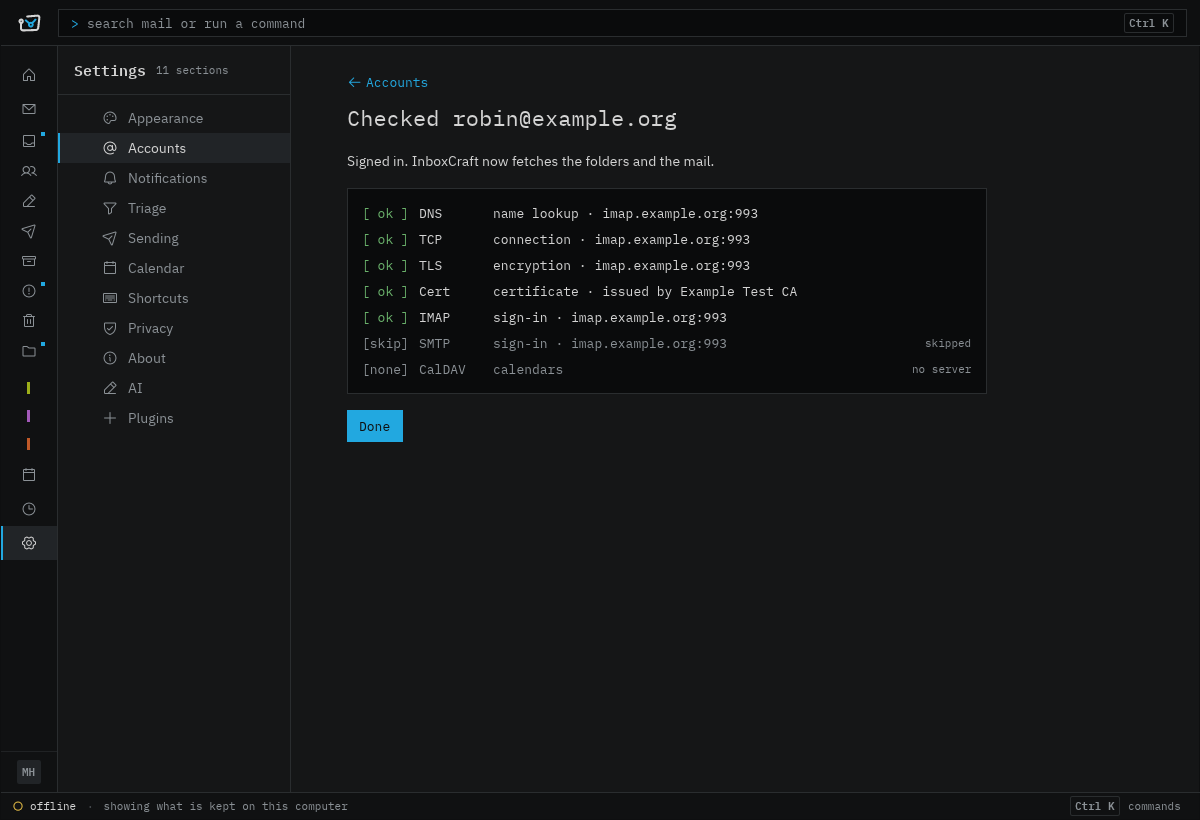 > search mail or run a command Ctrl K
Settings 11 sections
Appearance
Accounts
Notifications
Triage
Sending
Calendar
Shortcuts
Privacy
About
AI
Plugins
← Accounts
Checked robin@example.org
Signed in. InboxCraft now fetches the folders and the mail.
[ ok ] DNS name lookup · imap.example.org:993
[ ok ] TCP connection · imap.example.org:993
[ ok ] TLS encryption · imap.example.org:993
[ ok ] Cert certificate · issued by Example Test CA
[ ok ] IMAP sign-in · imap.example.org:993
[skip] SMTP sign-in · imap.example.org:993 skipped
[none] CalDAV calendars no server
Done
MH
offline · showing what is kept on this computer Ctrl K commands